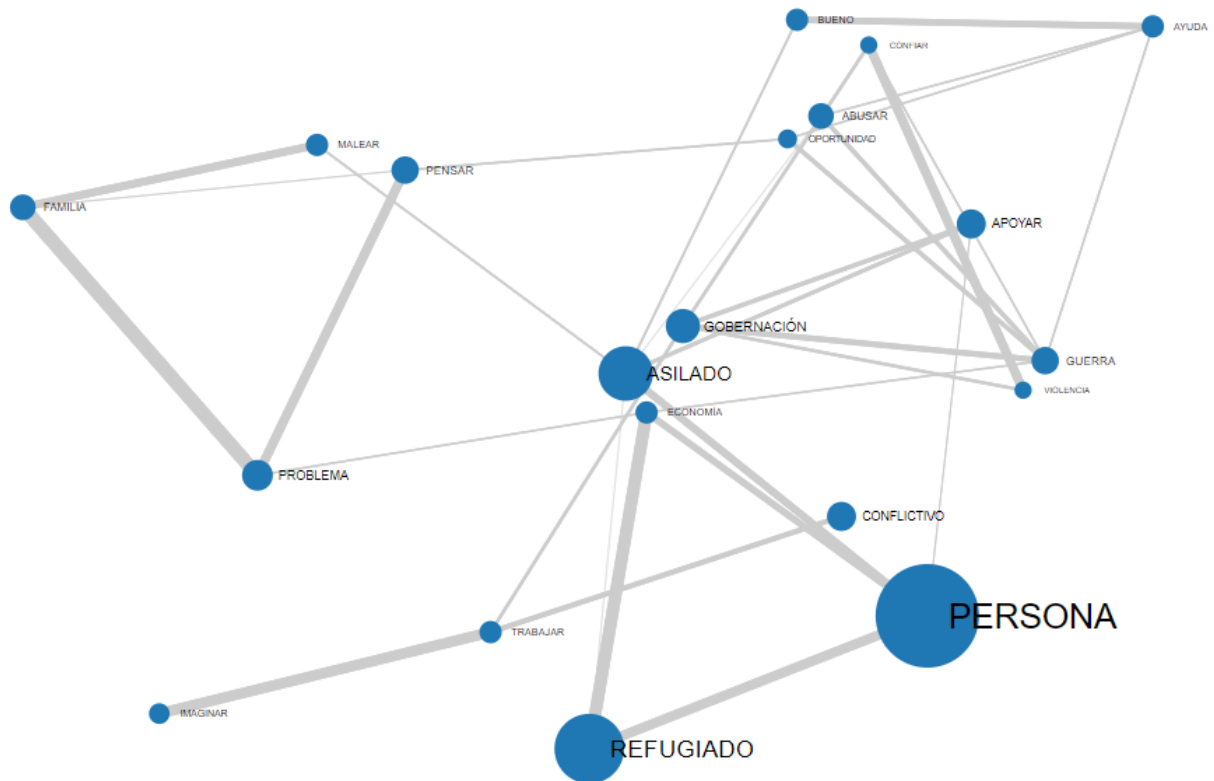 BUENO
AYUDA
CONFIAR
ABUSAR
OPORTUNIDAD
MALEAR
PENSAR
FAMILIA
APOYAR
GOBERNACIÓN
GUERRA
ASILADO
VIOLENCIA
ECONOMÍA
PROBLEMA
CONFLICTIVO
PERSONA
TRABAJAR
IMAGINAR
REFUGIADO